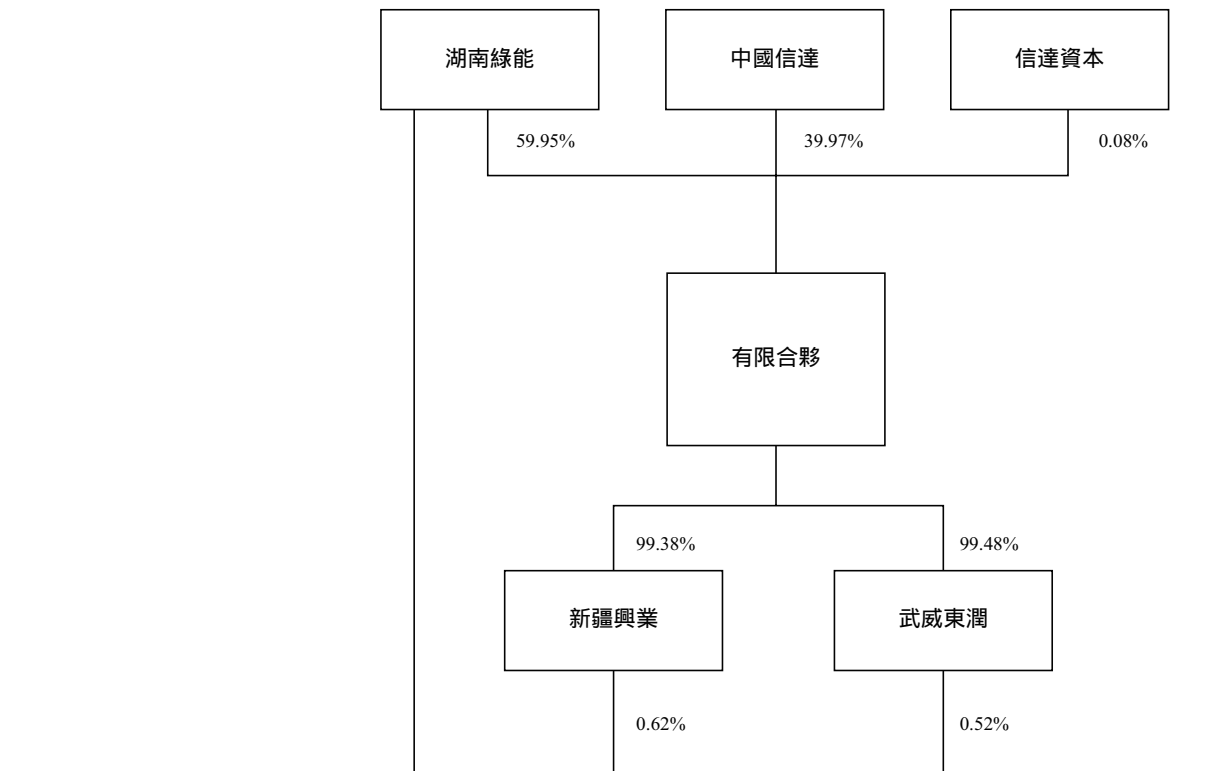 湖南綠能
中國信達
信達資本
59.95%
39.97%
0.08%
有限合夥
99.38%
99.48%
新疆興業
武威東潤
0.62%
0.52%